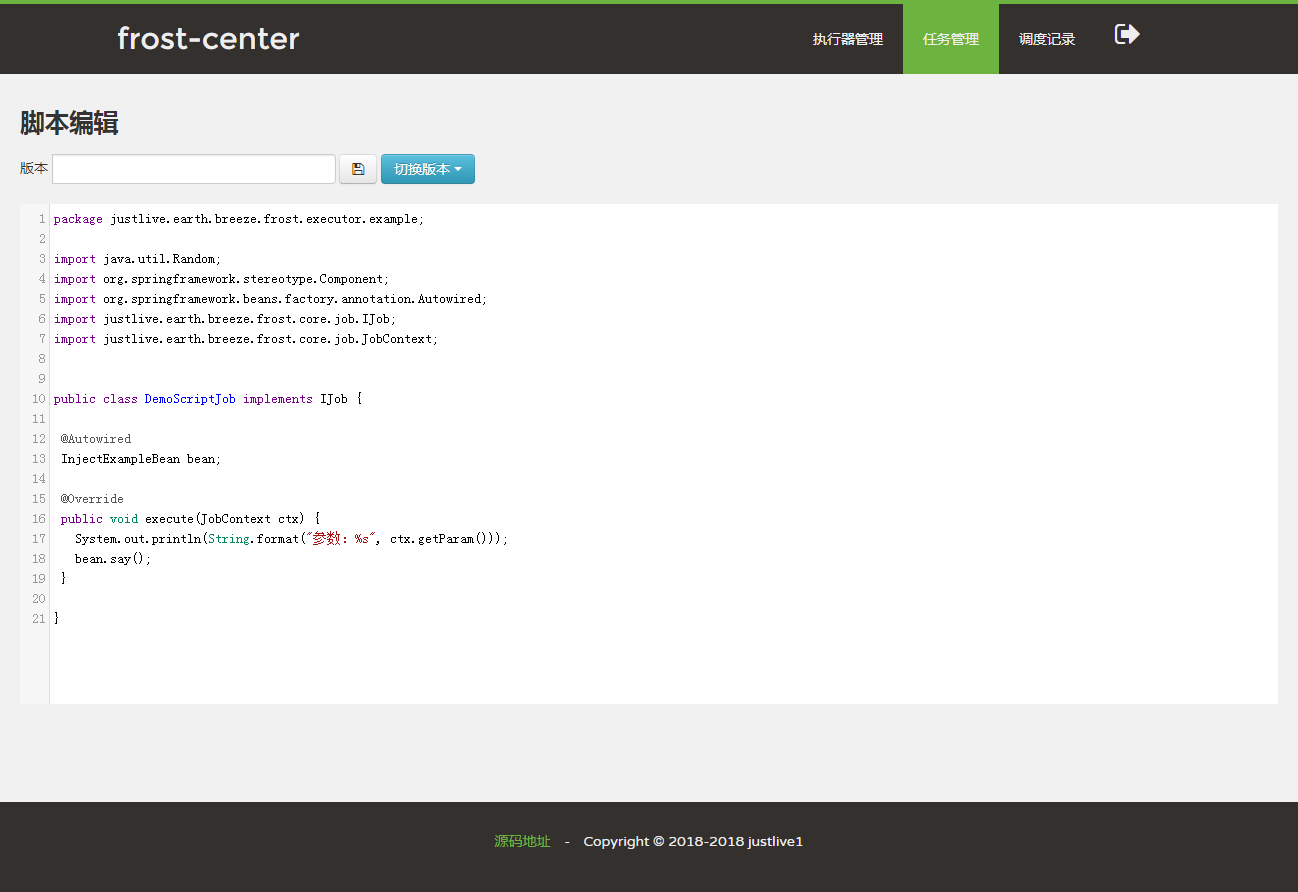 frost-center
执行器管理
任务管理
调度记录
脚本编辑
版本
切换版本
1 package justlive.earth.breeze.frost.executor.example;
2
3 import java.util.Random;
4 import org.springframework.stereotype.Component;
5 import org.springframework.beans.factory.annotation.Autowired;
6 import justlive.earth.breeze.frost.core.job.IJob;
7 import justlive.earth.breeze.frost.core.job.JobContext;
8
9
10 public class DemoScriptJob implements IJob {
11
12 @Autowired
13 InjectExampleBean bean;
14
15 @Override
16 public void execute(JobContext ctx) {
17 System.out.println(String.format("参数: %s", ctx.getParam()));
18 bean.say();
19 }
20
21 }
源码地址 - Copyright © 2018-2018 justlive1